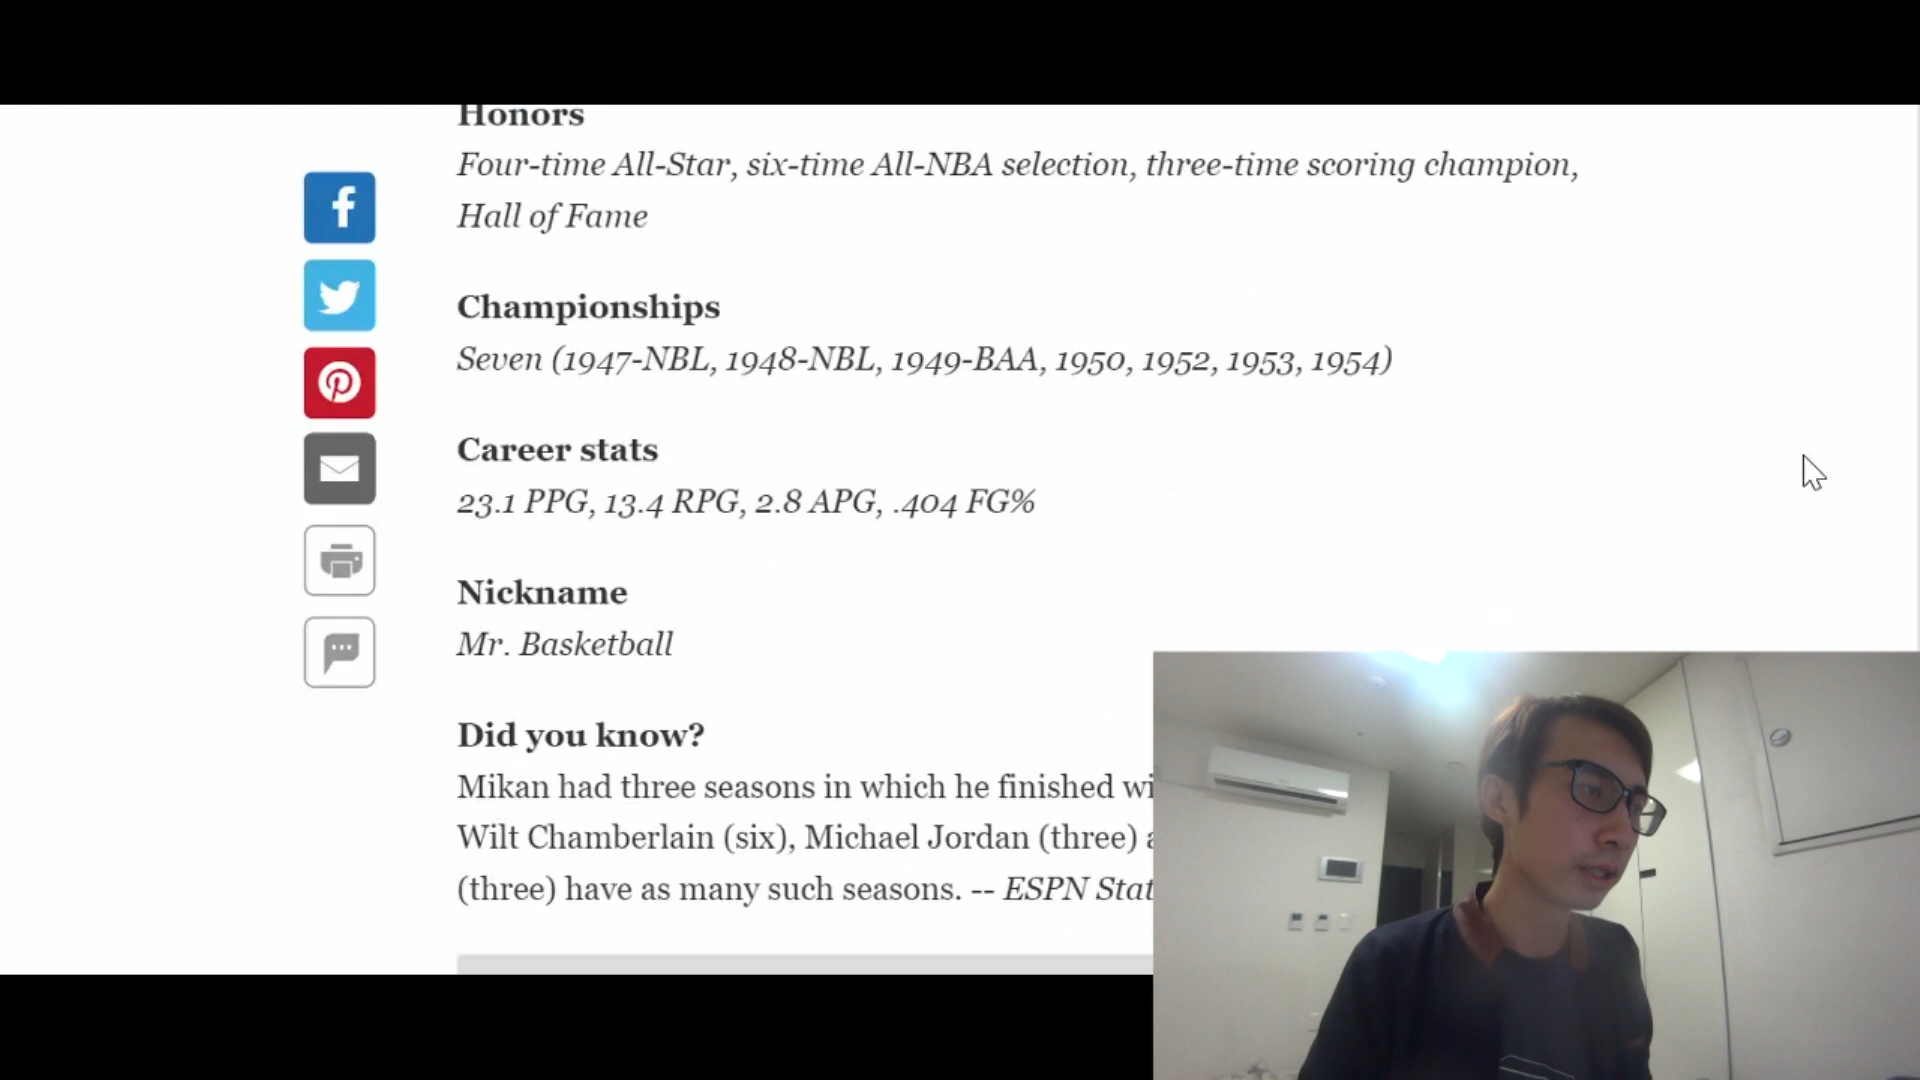 Honors
Four-time All-Star, six-time All-NBA selection, three-time scoring champion,
Hall of Fame
Championships
Seven (1947-NBL, 1948-NBL, 1949-BAA, 1950, 1952, 1953, 1954)
Career stats
23.1 PPG, 13.4 RPG, 2.8 APG, .404 FG%
Nickname
Mr. Basketball
Did you know?
Mikan had three seasons in which he finished
Wilt Chamberlain (six), Michael Jordan (three)
(three) have as many such seasons. -- ESPN